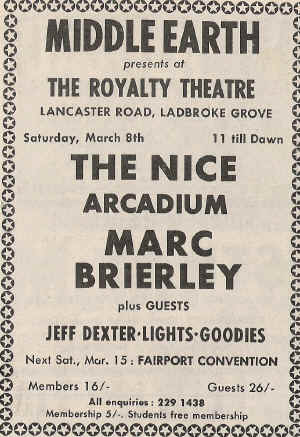 MIDDLE EARTH
presents at
THE ROYALTY THEATRE
LANCASTER ROAD, LADBROKE GROVE
Saturday, March 8th 11 till Dawn
THE NICE
ARCADIUM
MARC
BRIERLEY
plus GUESTS
JEFF DEXTER·LIGHTS·GOODIES
Next Sat., Mar. 15 : FAIRPORT CONVENTION
Members 16/- Guests 26/-
All enquiries : 229 1438
Membership 5/-. Students free membership